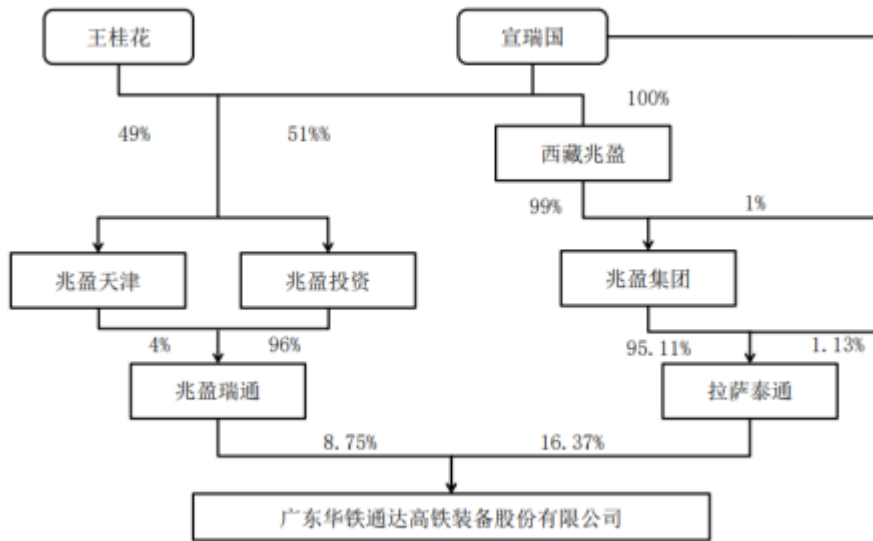 王桂花
宣瑞国
100%
49%
51%%
西藏兆盈
99%
1%
兆盈天津
兆盈投资
兆盈集团
4%
96%
95.11%
1.13%
兆盈瑞通
拉萨泰通
8.75%
16.37%
广东华铁通达高铁装备股份有限公司